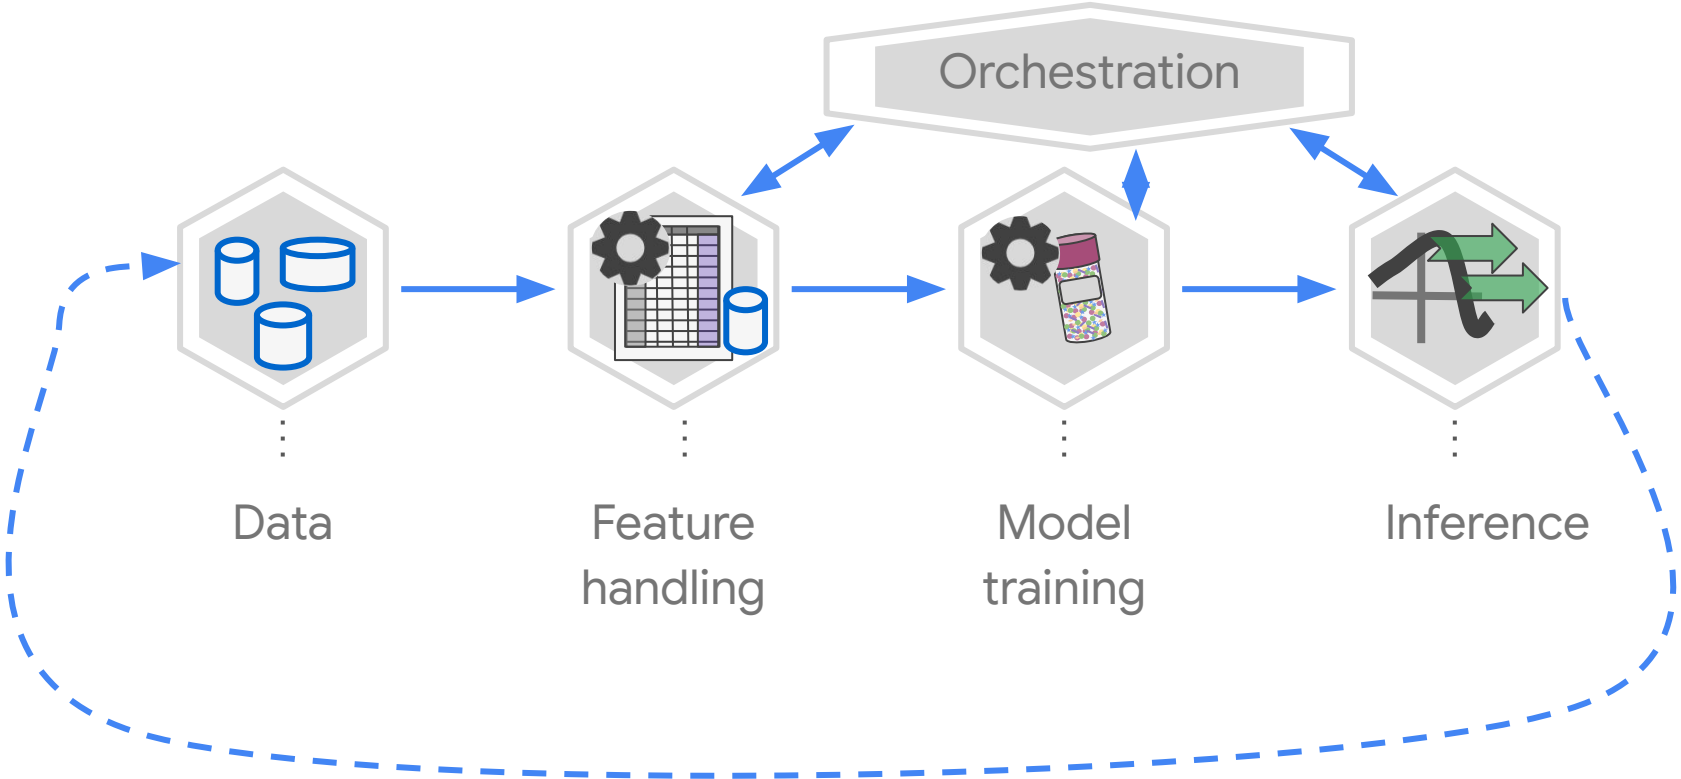 Orchestration
Data
Feature
handling
Model
training
Inference